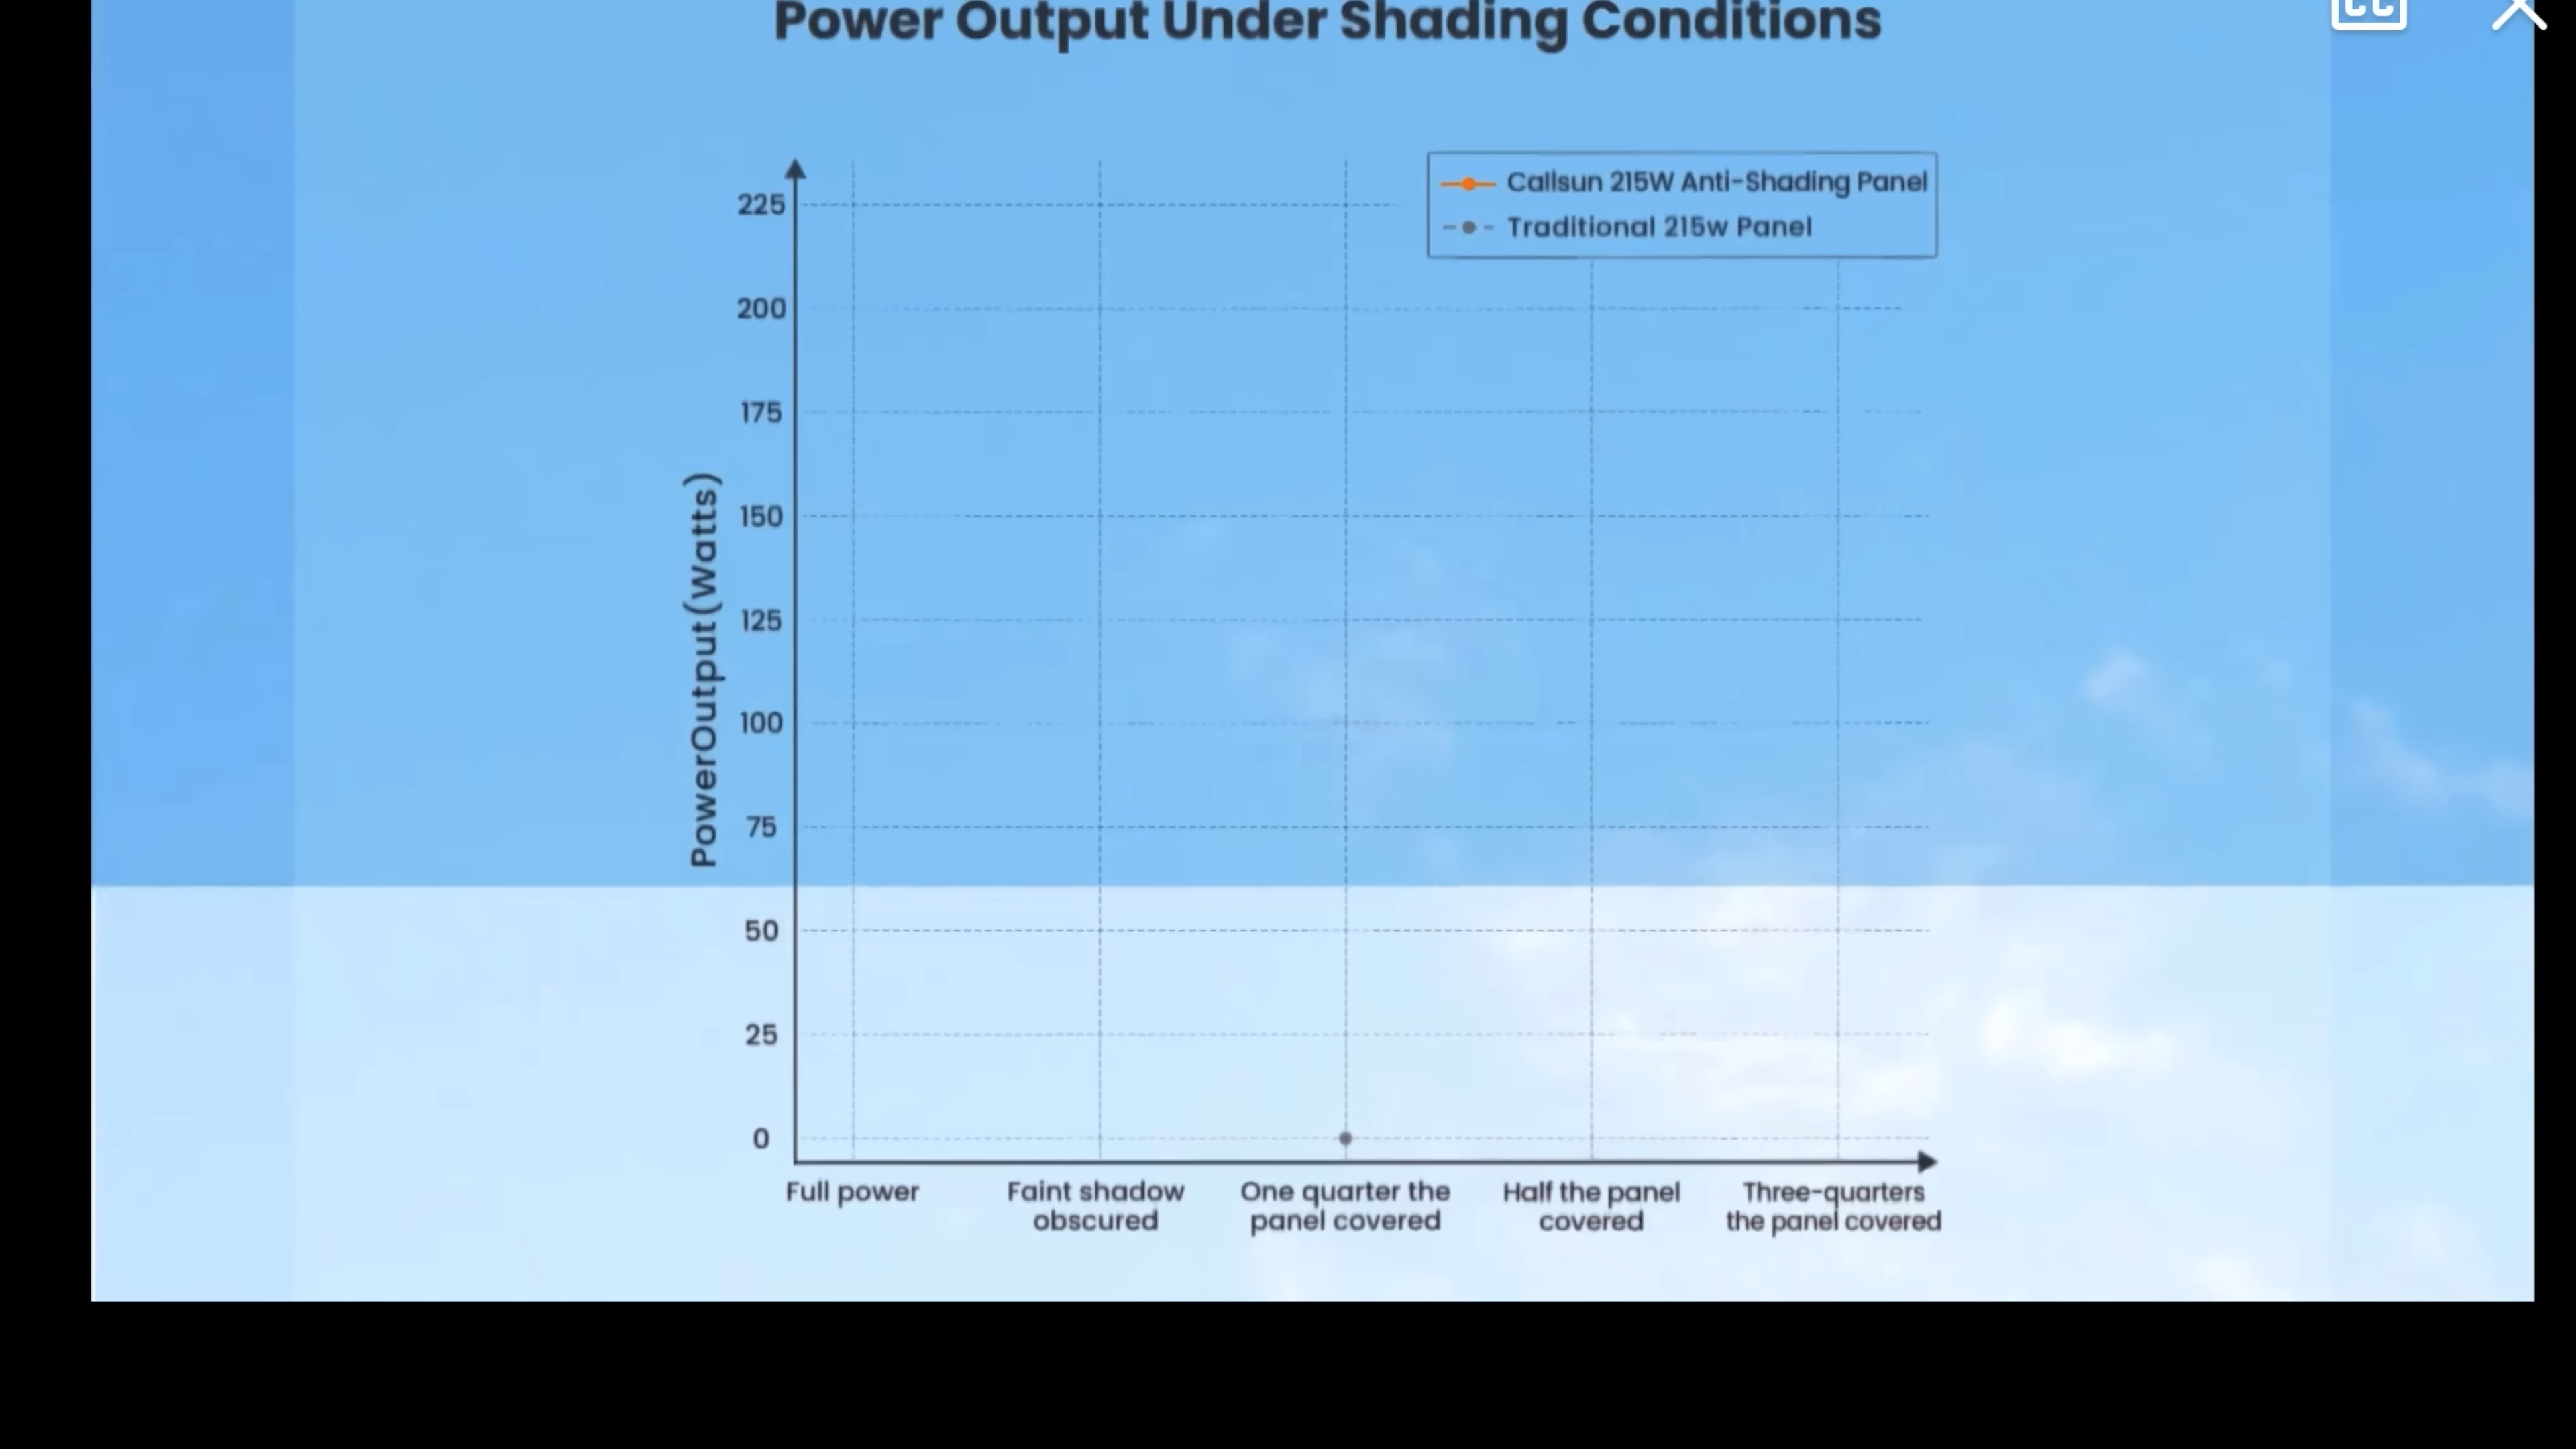 Power Output Under Shading Conditions
CC
Callsun 215W Anti-Shading Panel
Traditional 215w Panel
PowerOutput(Watts)
225
200
175
150
125
100
75
50
25
0
Full power
Faint shadow
obscured
One quarter the
panel covered
Half the panel
covered
Three-quarters
the panel covered